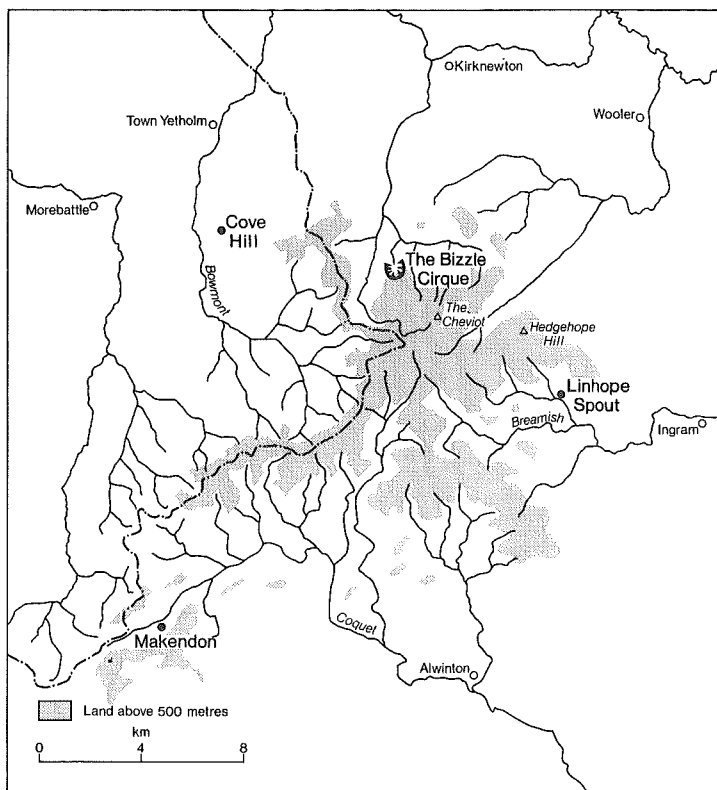 Kirknewton
Wooler
Town Yetholm
Morebattle
Cove
Hill
Bowmont
The Bizzle
Cirque
The
Cheviot
Hedgehope
Hill
Linhope
Spout
Breamish
Ingram
Coquet
Makendon
Alwinton
Land above 500 metres
km
0 4 8